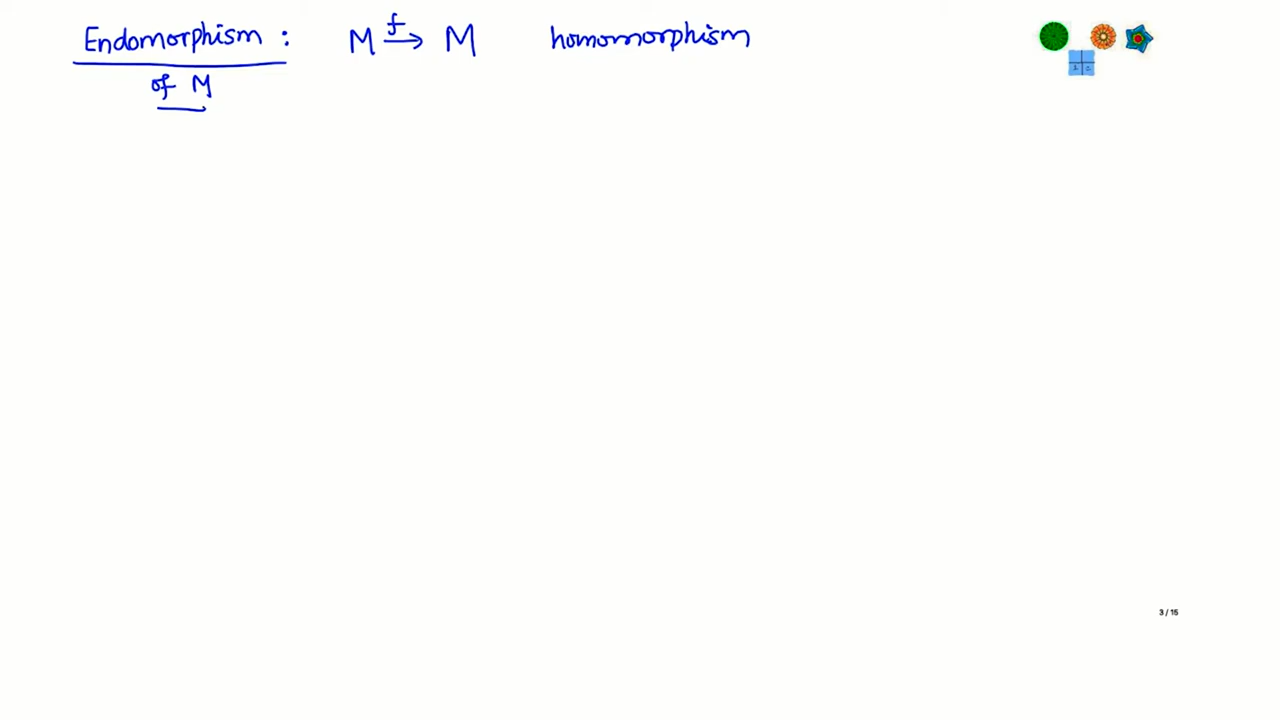 Endomorphism : M f→ M homomorphism
of M
3 / 15